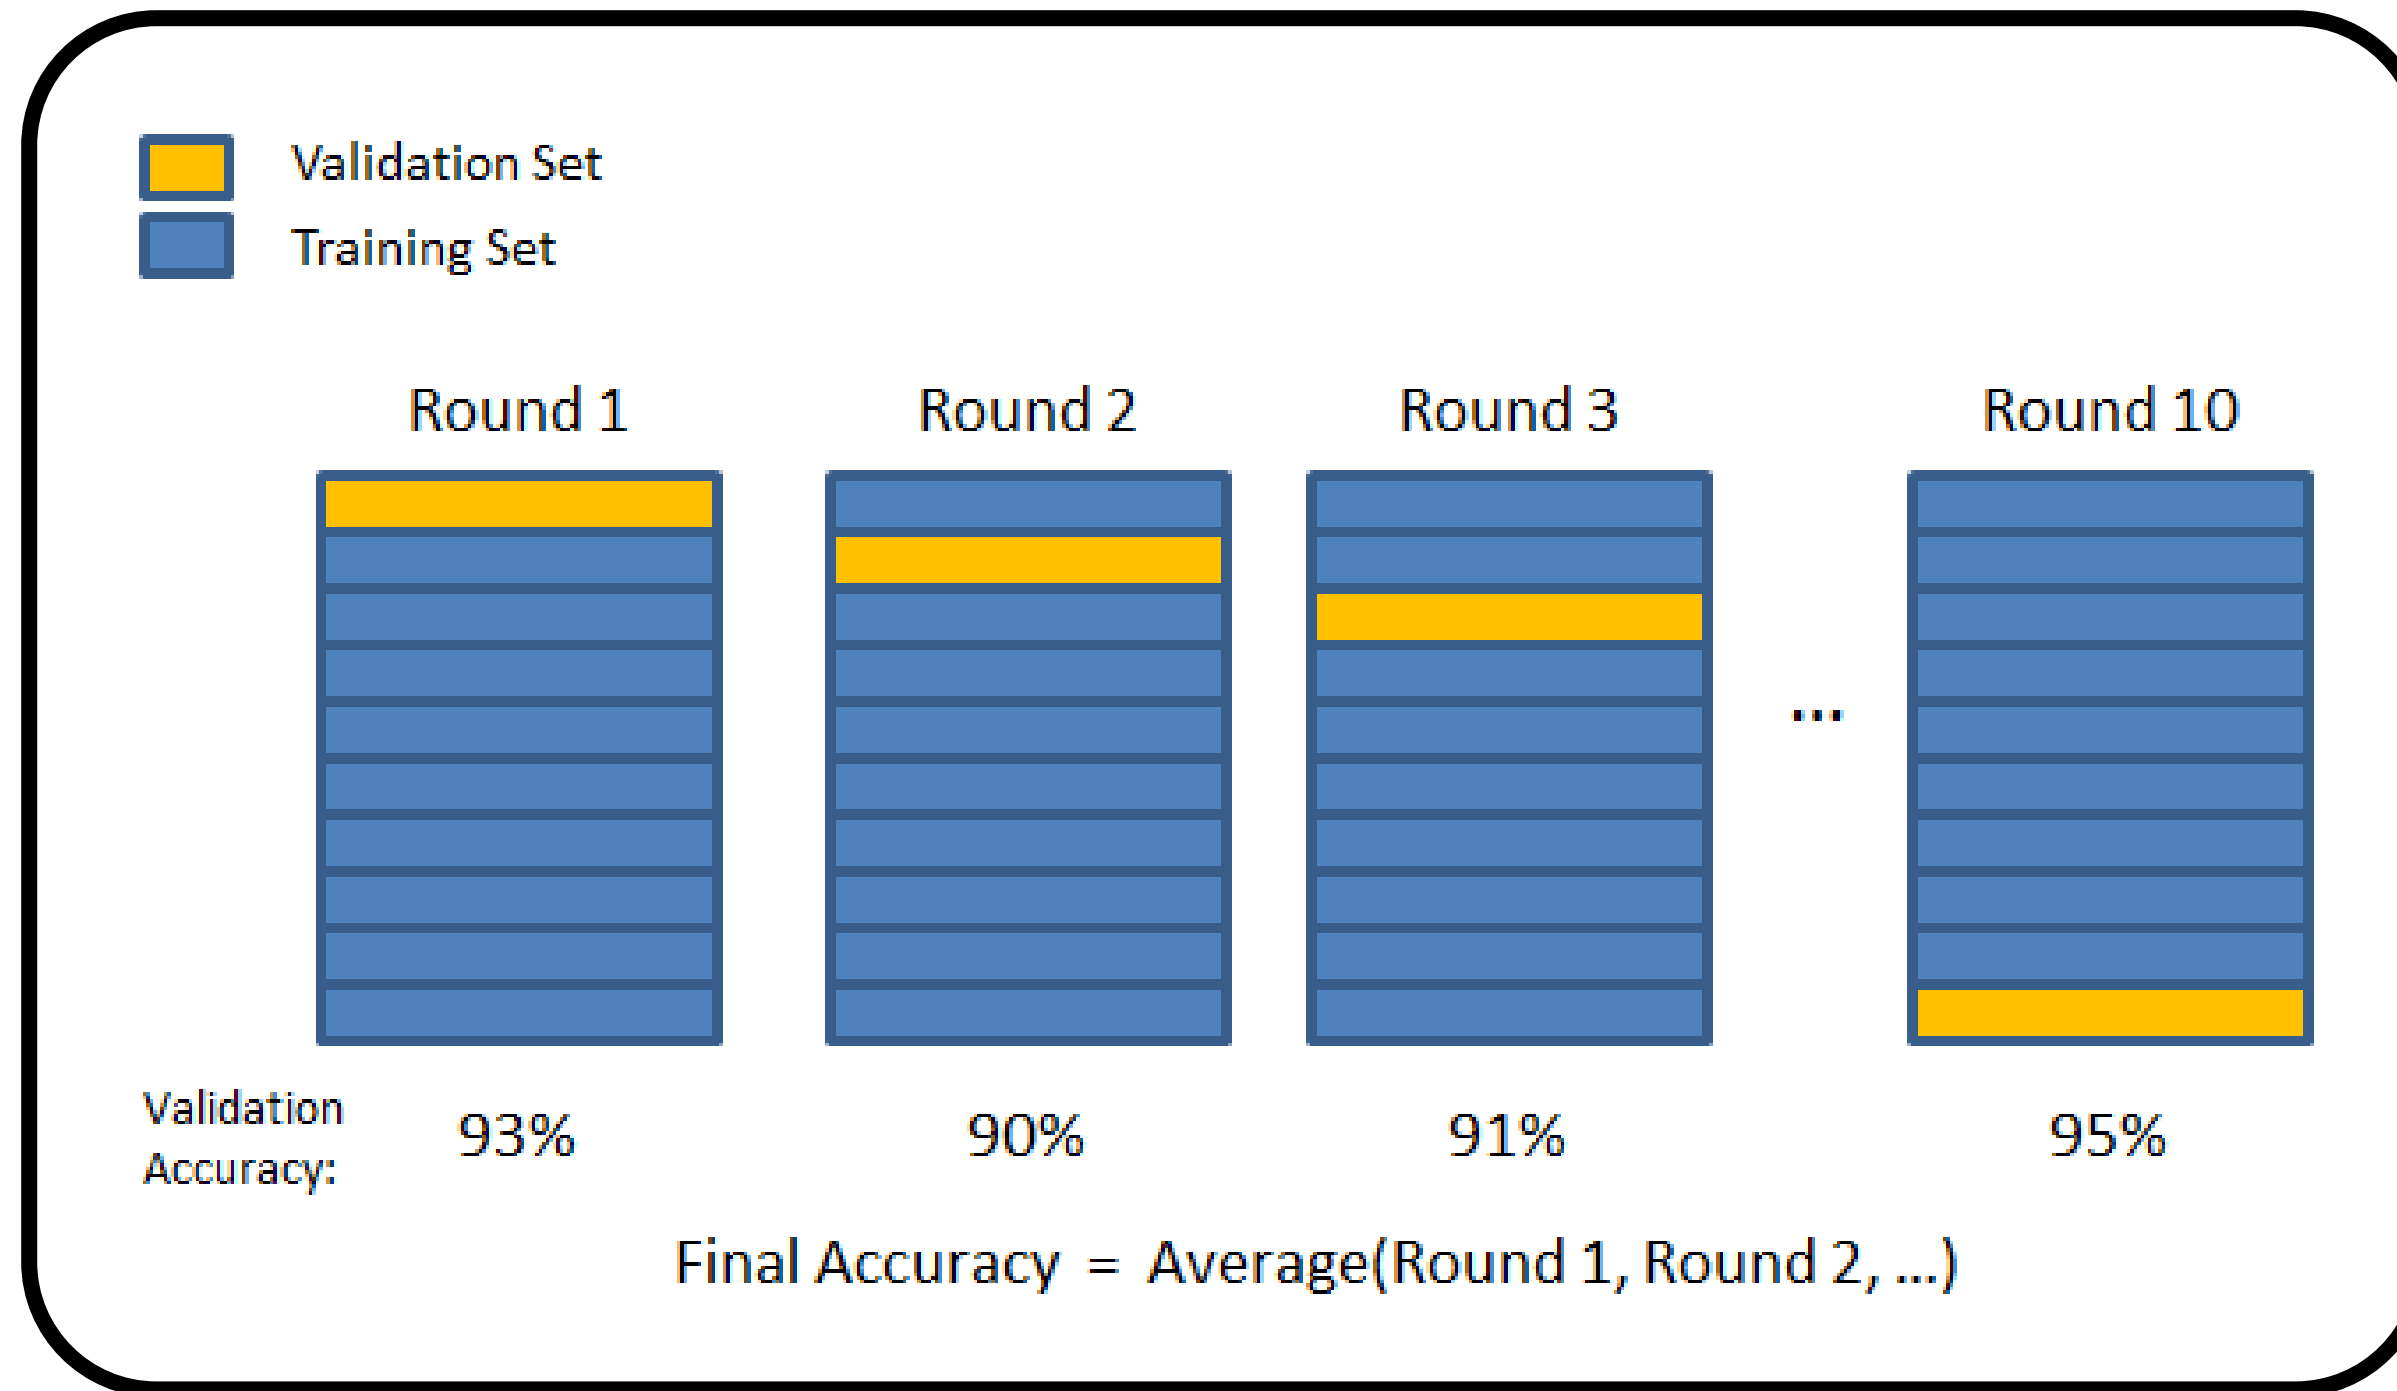 Validation Set
Training Set
Round 1
Round 2
Round 3
Round 10
...
Validation
Accuracy:
93%
90%
91%
95%
Final Accuracy = Average(Round 1, Round 2, ...)